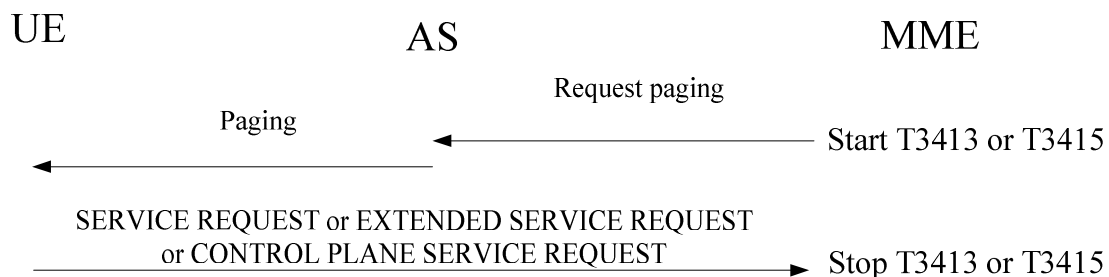 UE
AS
MME
Request paging
Paging
Start T3413 or T3415
SERVICE REQUEST or EXTENDED SERVICE REQUEST
or CONTROL PLANE SERVICE REQUEST
Stop T3413 or T3415